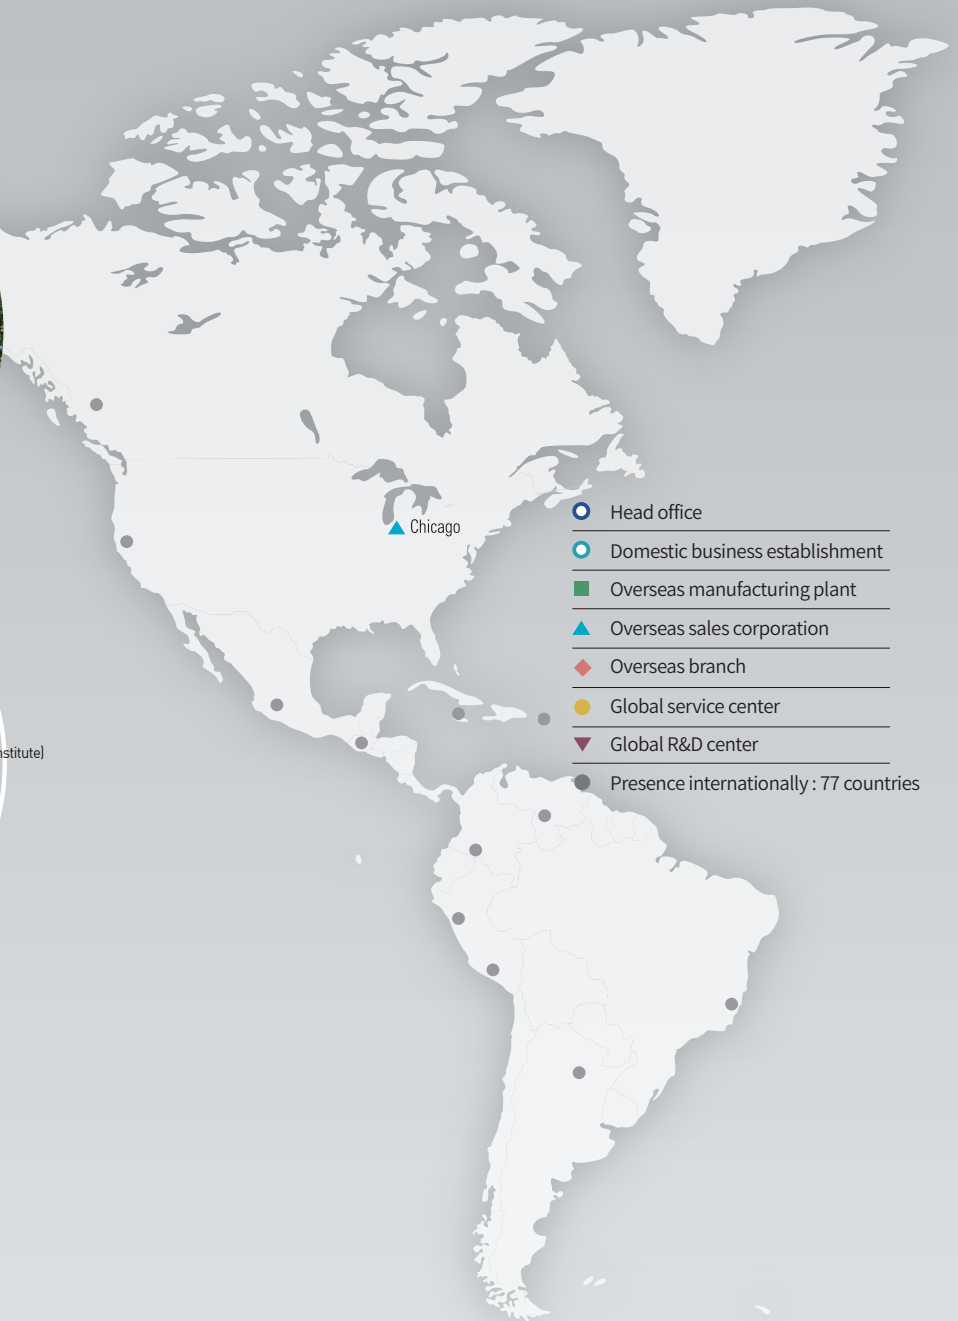 Chicago
Head office
Domestic business establishment
Overseas manufacturing plant
Overseas sales corporation
Overseas branch
Global service center
Global R&D center
nstitute)
Presence internationally : 77 countries